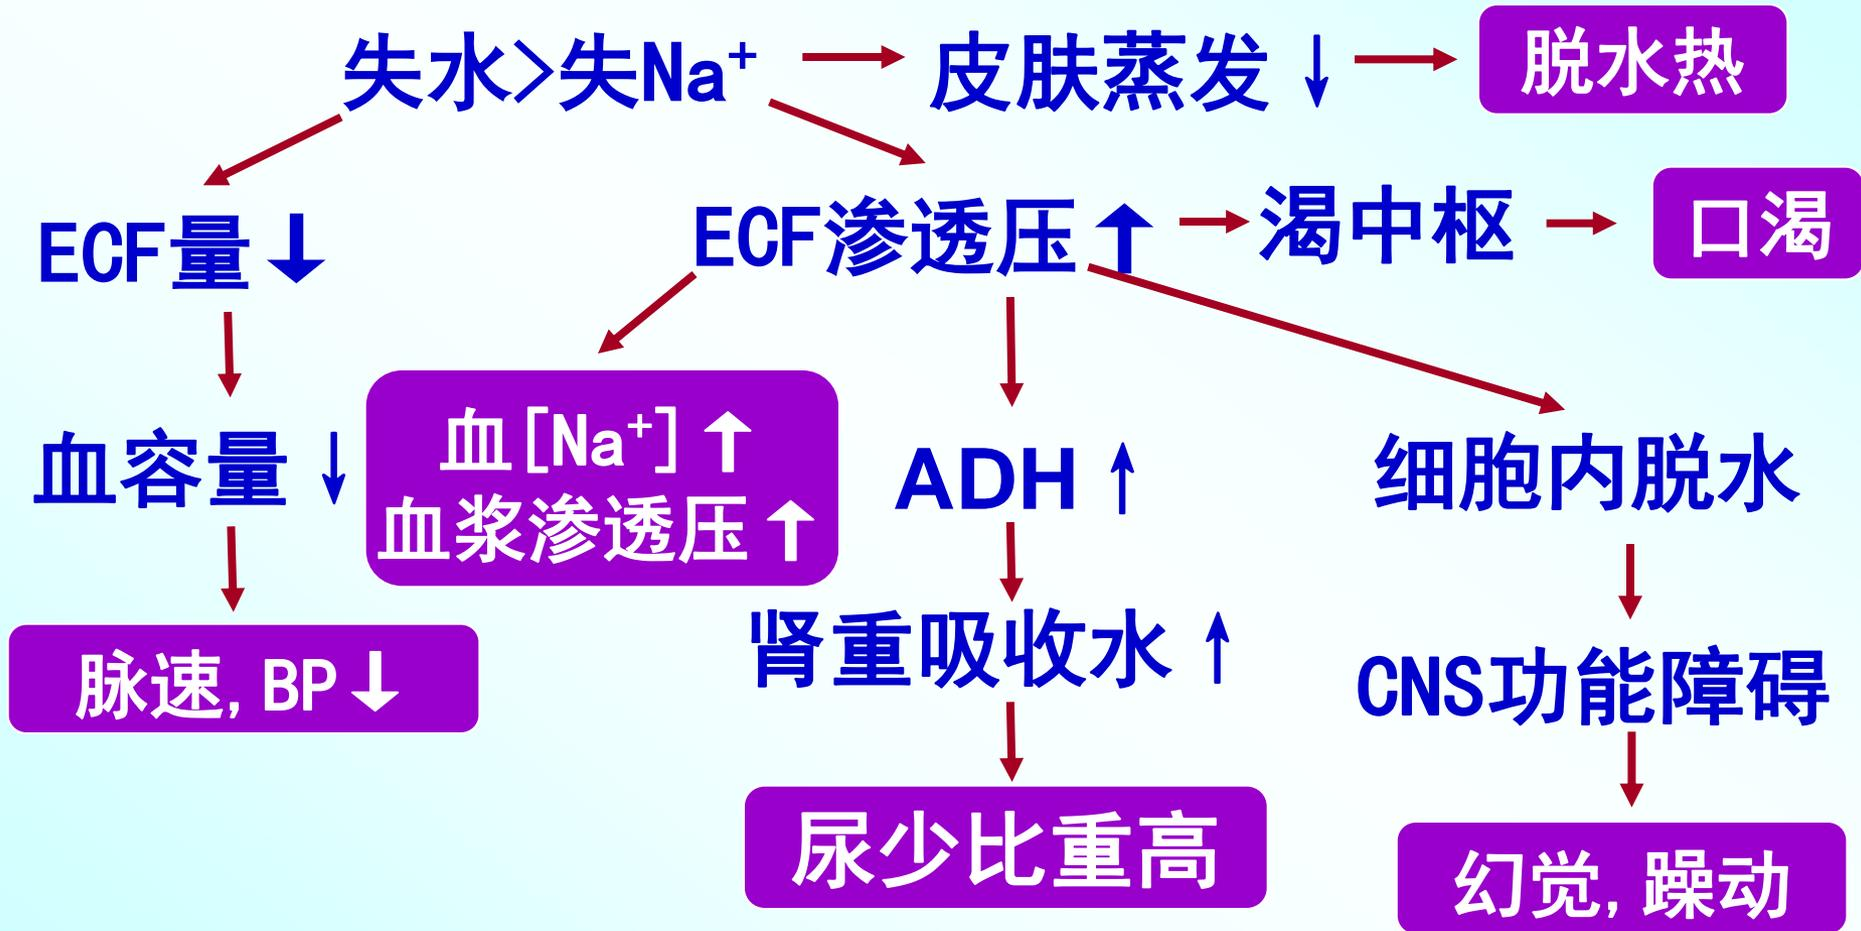 失水>失Na⁺ → 皮肤蒸发 ↓ → 脱水热
ECF量↓
ECF渗透压↑ → 渴中枢 → 口渴
血容量 ↓
血[Na⁺]↑
血浆渗透压↑
ADH ↑
细胞内脱水
脉速, BP↓
肾重吸收水 ↑
CNS功能障碍
尿少比重高
幻觉, 躁动